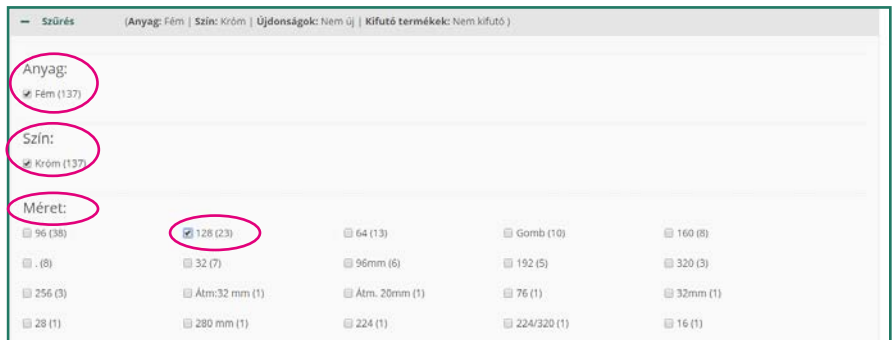 Szűrés (Anyag: Fém | Szín: Króm | Újdonságok: Nem új | Kifutó termékek: Nem kifutó )
Anyag:
Fém (137)
Szín:
Króm (137)
Méret:
96 (38) 128 (23) 64 (13) Gomb (10) 160 (8)
. (8) 32 (7) 96mm (6) 192 (5) 320 (3)
256 (3) Átm:32 mm (1) Átm. 20mm (1) 76 (1) 32mm (1)
28 (1) 280 mm (1) 224 (1) 224/320 (1) 16 (1)